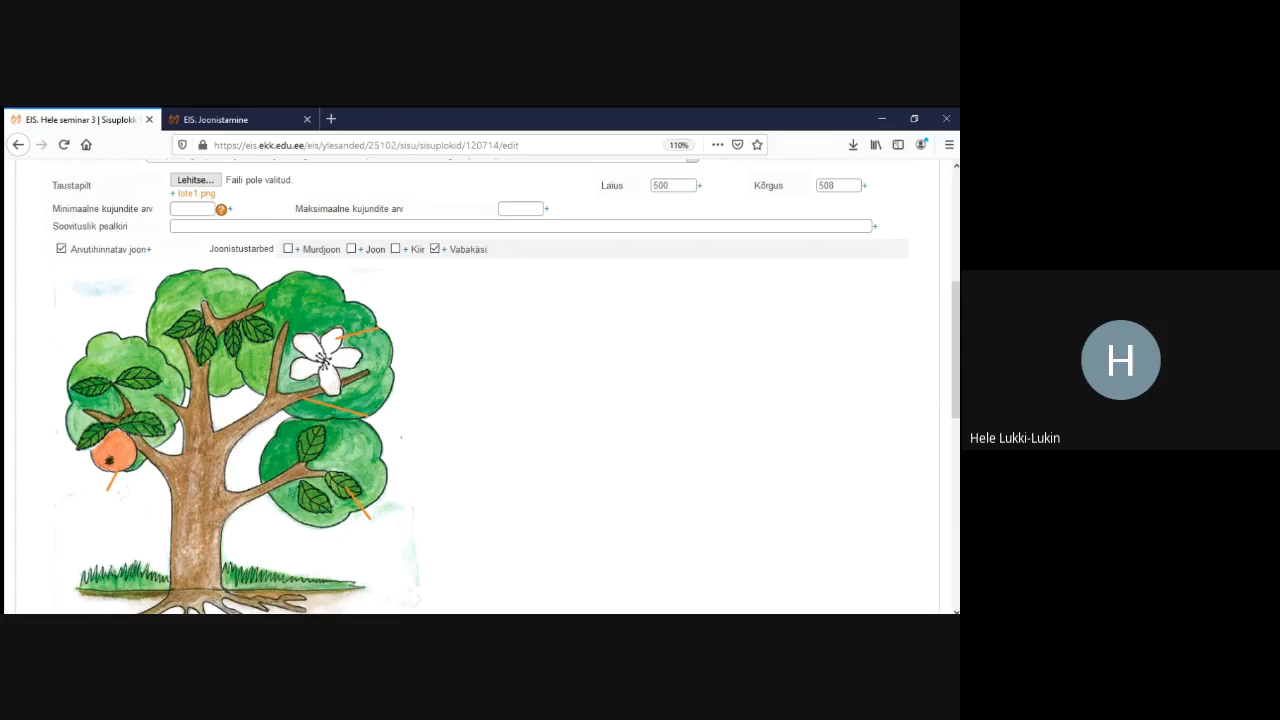 EIS. Hele seminar 3 | Sisuplokk
EIS. Joonistamine
https://eis.ekk.edu.ee/eis/ylesanded/25102/sisu/sisuplokid/120714/edit
110%
Taustapilt Lehitse... Faili pole valitud. Laius 500 + Kõrgus 508 +
+ lote1.png
Minimaalne kujundite arv + Maksimaalne kujundite arv +
Soovituslik pealkiri +
Arvutihinnatav joon+ Joonistustarbed + Murdjoon + Joon + Kiir + Vabakäsi
H
Hele Lukki-Lukin